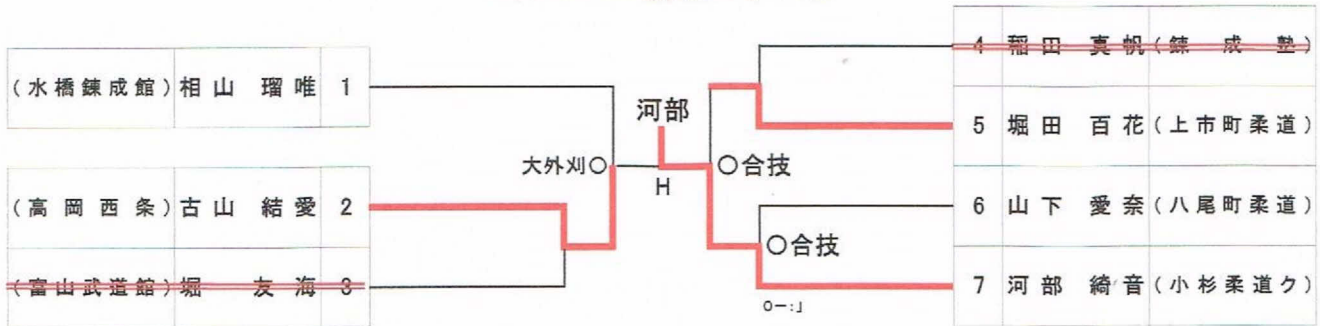 (水橋錬成館) 相山 瑠唯 1
(高岡西条) 古山 結愛 2
(富山武道館) 堀 友海 3
大外刈○
河部
H
○合技
○合技
4 稲田 真帆 (錬成塾)
5 堀田 百花 (上市町柔道)
6 山下 愛奈 (八尾町柔道)
7 河部 綺音 (小杉柔道ク)